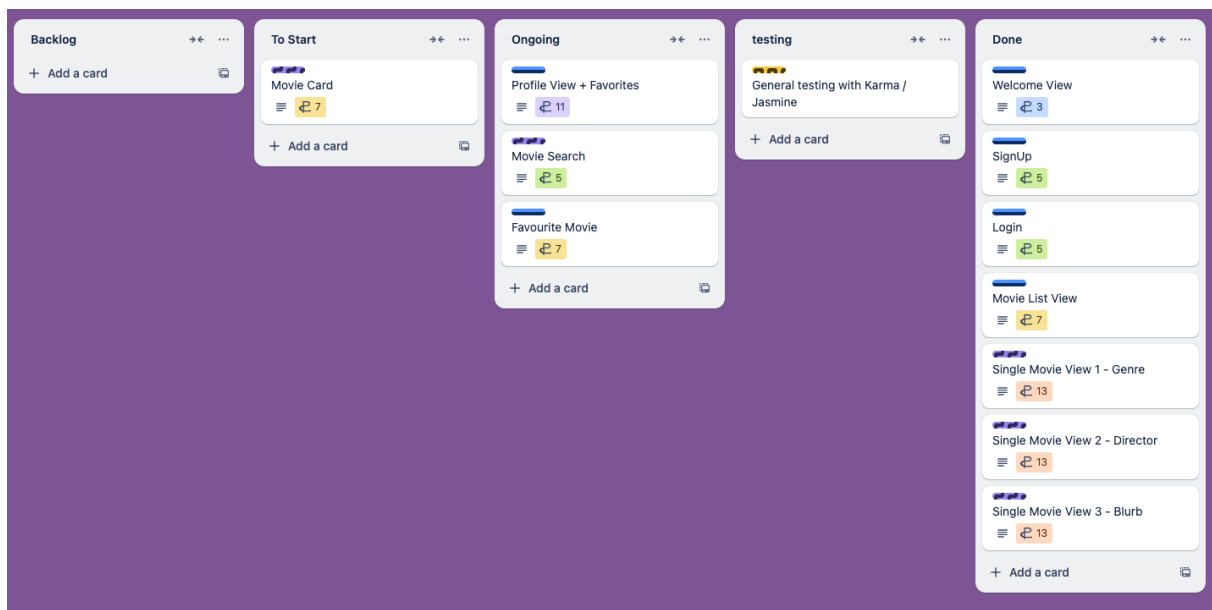 Backlog
Add a card
To Start
Movie Card
7
Add a card
Ongoing
Profile View + Favorites
11
Movie Search
5
Favourite Movie
7
Add a card
testing
General testing with Karma /
Jasmine
Add a card
Done
Welcome View
3
SignUp
5
Login
5
Movie List View
7
Single Movie View 1 - Genre
13
Single Movie View 2 - Director
13
Single Movie View 3 - Blurb
13
Add a card